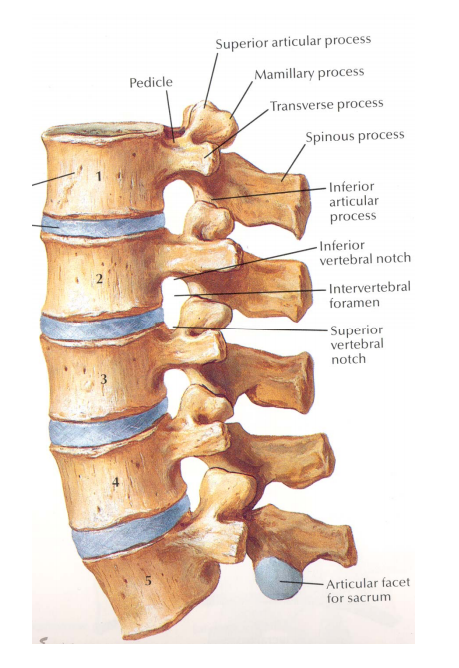 Superior articular process
Pedicle
Mamillary process
Transverse process
Spinous process
1
Inferior
articular
process
Inferior
vertebral notch
2
Intervertebral
foramen
Superior
vertebral
notch
3
4
5
Articular facet
for sacrum